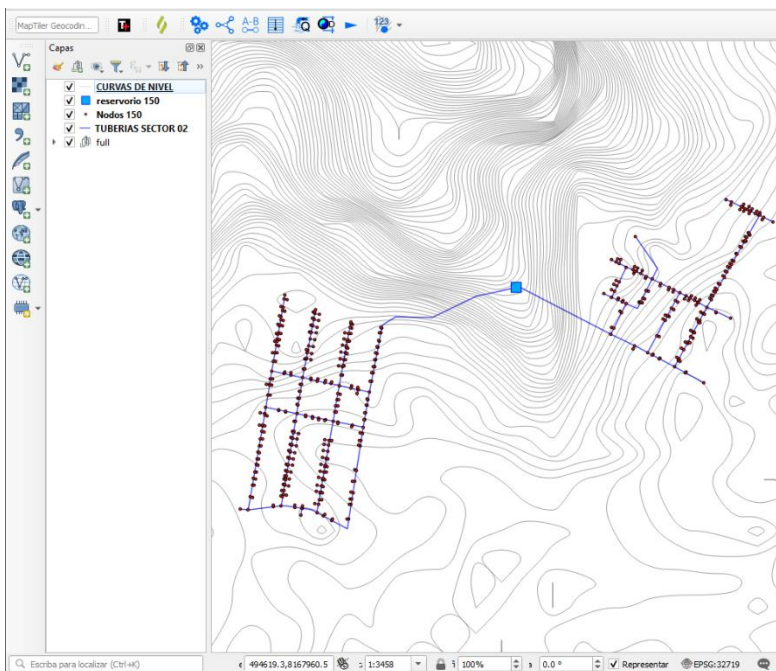 MapTiler Geocodin...
T
A-B
123
Capas
CURVAS DE NIVEL
reservorio 150
Nodos 150
TUBERIAS SECTOR 02
full
Escriba para localizar (Ctrl+K)
494619.3,8167960.5
1:3458
100%
0.0 °
Representar
EPSG:32719